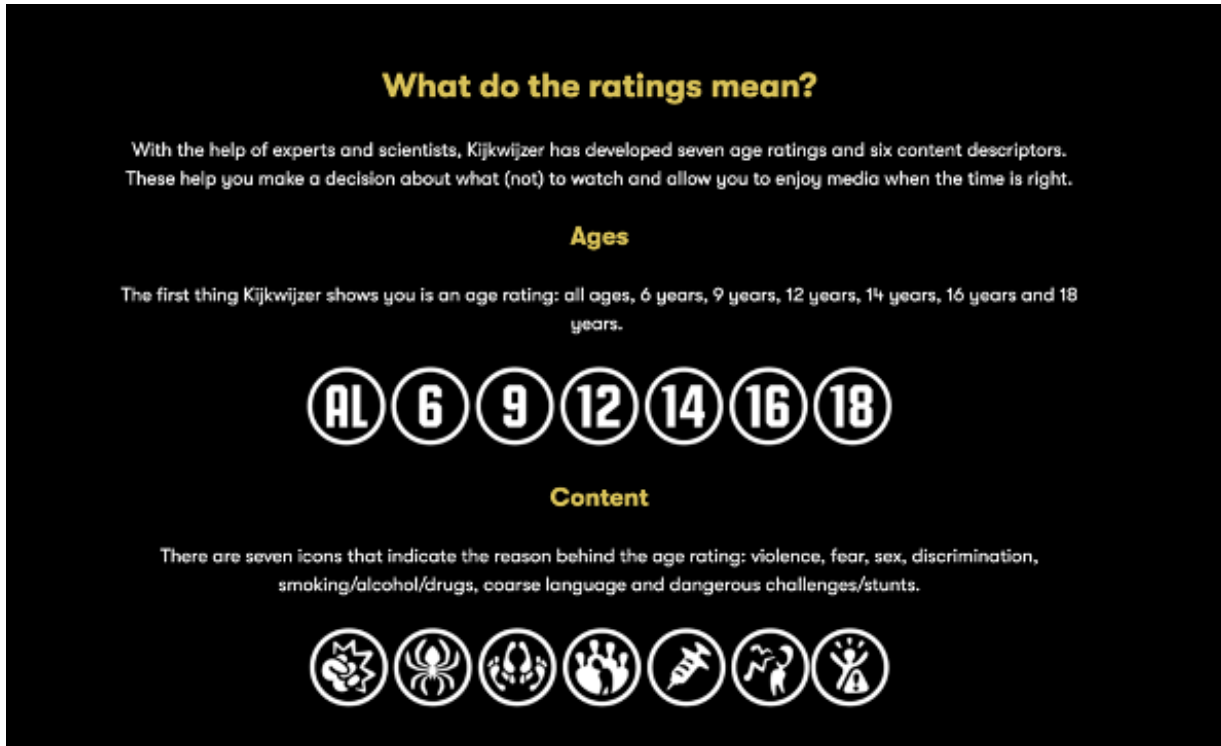 What do the ratings mean?
With the help of experts and scientists, Kijkwijzer has developed seven age ratings and six content descriptors.
These help you make a decision about what (not) to watch and allow you to enjoy media when the time is right.
Ages
The first thing Kijkwijzer shows you is an age rating: all ages, 6 years, 9 years, 12 years, 14 years, 16 years and 18
years.
AL 6 9 12 14 16 18
Content
There are seven icons that indicate the reason behind the age rating: violence, fear, sex, discrimination,
smoking/alcohol/drugs, coarse language and dangerous challenges/stunts.